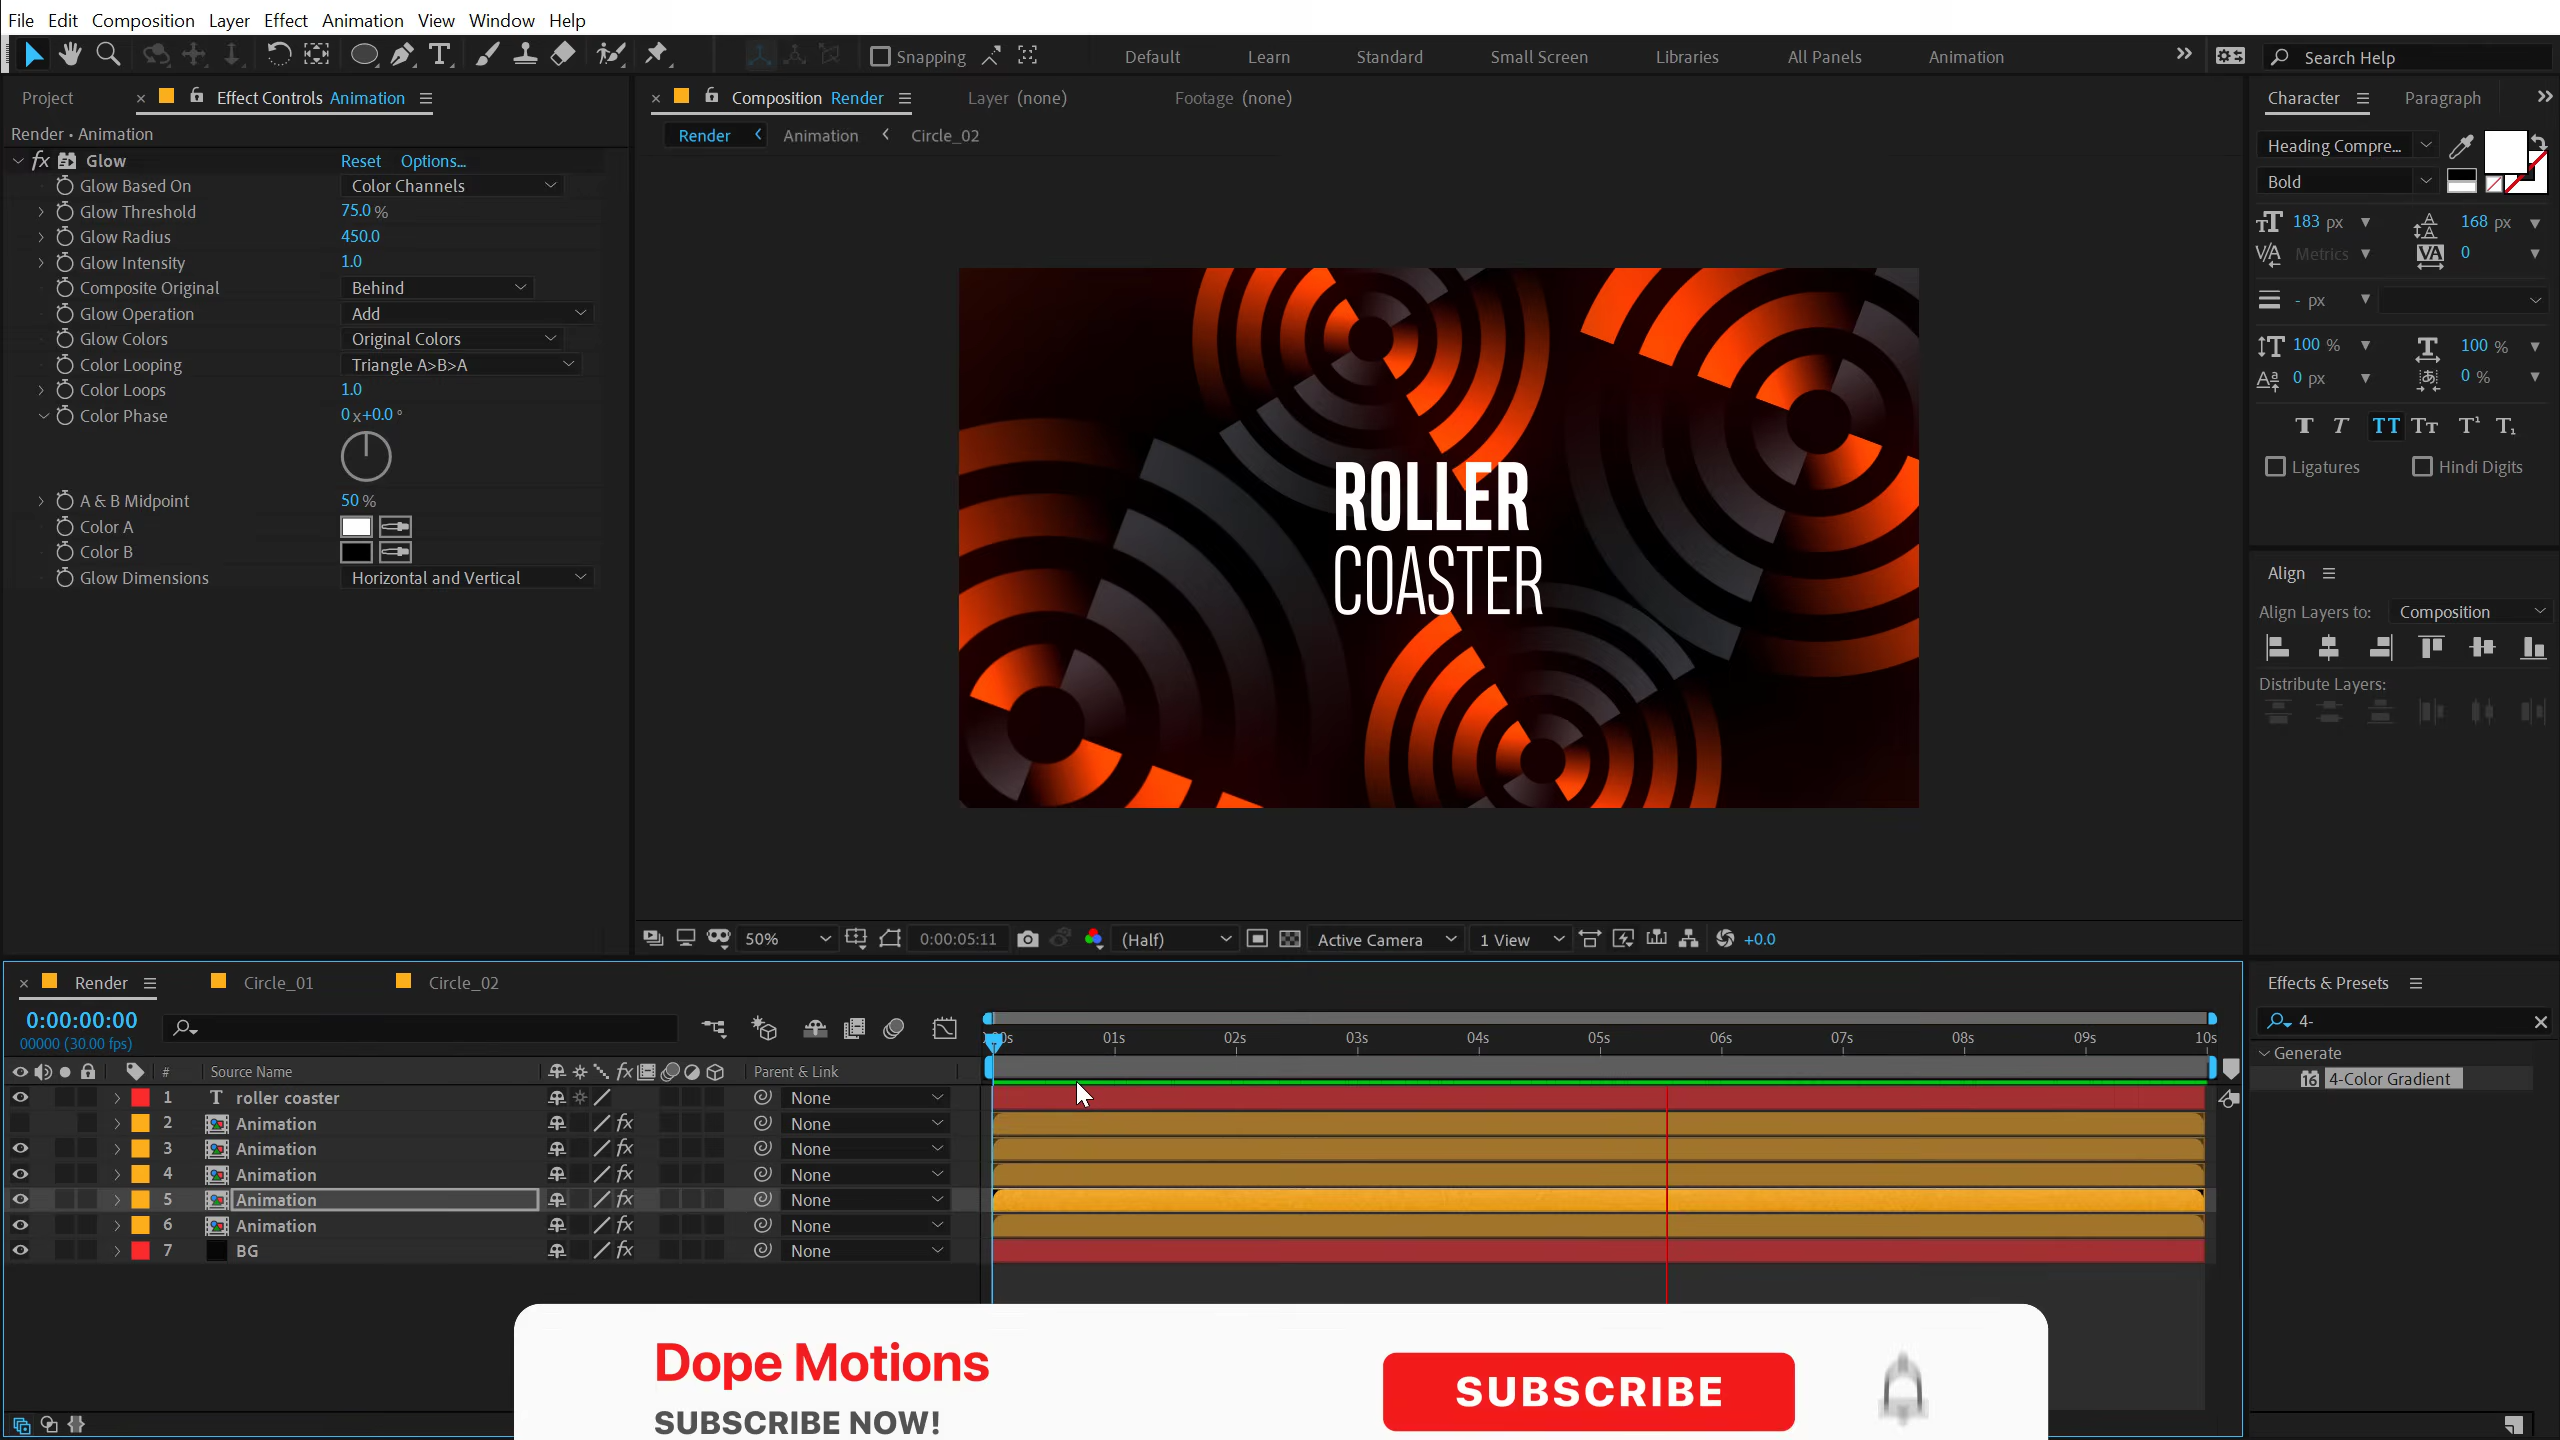 File Edit Composition Layer Effect Animation View Window Help
Snapping Default Learn Standard Small Screen Libraries All Panels Animation Search Help
Project Effect Controls Animation
Render • Animation
fx Glow Reset Options...
Glow Based On Color Channels
Glow Threshold 75.0 %
Glow Radius 450.0
Glow Intensity 1.0
Composite Original Behind
Glow Operation Add
Glow Colors Original Colors
Color Looping Triangle A>B>A
Color Loops 1.0
Color Phase 0 x+0.0 °
A & B Midpoint 50 %
Color A
Color B
Glow Dimensions Horizontal and Vertical
Composition Render Layer (none) Footage (none)
Render Animation Circle_02
ROLLER
COASTER
50% 0:00:05:11 (Half) Active Camera 1 View +0.0
Character Paragraph
Heading Compre...
Bold
183 px 168 px
Metrics 0
- px
100 % 100 %
0 px 0 %
Ligatures Hindi Digits
Align
Align Layers to: Composition
Distribute Layers:
Render Circle_01 Circle_02
0:00:00:00
00000 (30.00 fps)
01s 02s 03s 04s 05s 06s 07s 08s 09s 10s
# Source Name Parent & Link
1 roller coaster None
2 Animation fx None
3 Animation fx None
4 Animation fx None
5 Animation fx None
6 Animation fx None
7 BG fx None
Effects & Presets
4-
Generate
4-Color Gradient
Dope Motions
SUBSCRIBE NOW!
SUBSCRIBE